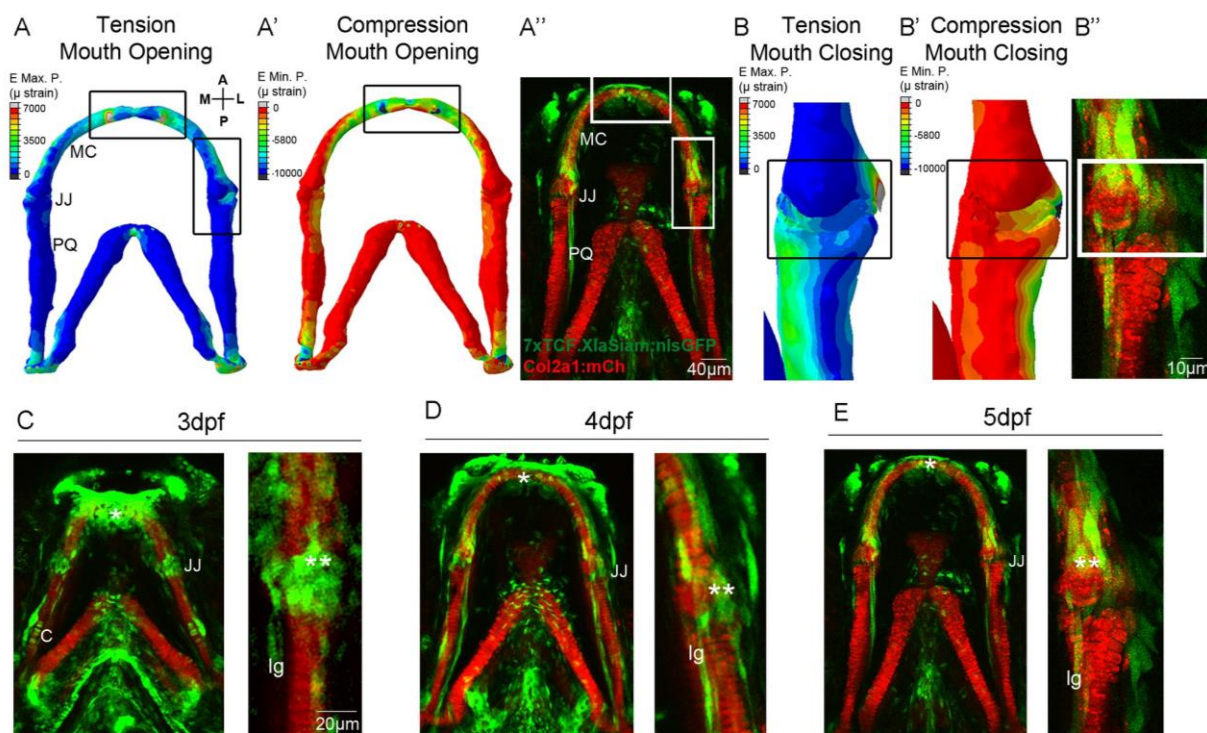 A
Tension
Mouth Opening
E Max. P.
(μ strain)
7000
3500
0
A
M L
P
MC
JJ
PQ
A'
Compression
Mouth Opening
E Min. P.
(μ strain)
7000
-5800
-10000
A''
MC
JJ
PQ
7xTCF.XlaSiam:nlsGFP
Col2a1:mCh
40μm
B
Tension
Mouth Closing
E Max. P.
(μ strain)
7000
3500
0
B'
Compression
Mouth Closing
E Min. P.
(μ strain)
7000
-5800
-10000
B''
10μm
C
3dpf
*
JJ
C
**
lg
20μm
D
4dpf
*
JJ
**
lg
E
5dpf
*
JJ
**
lg